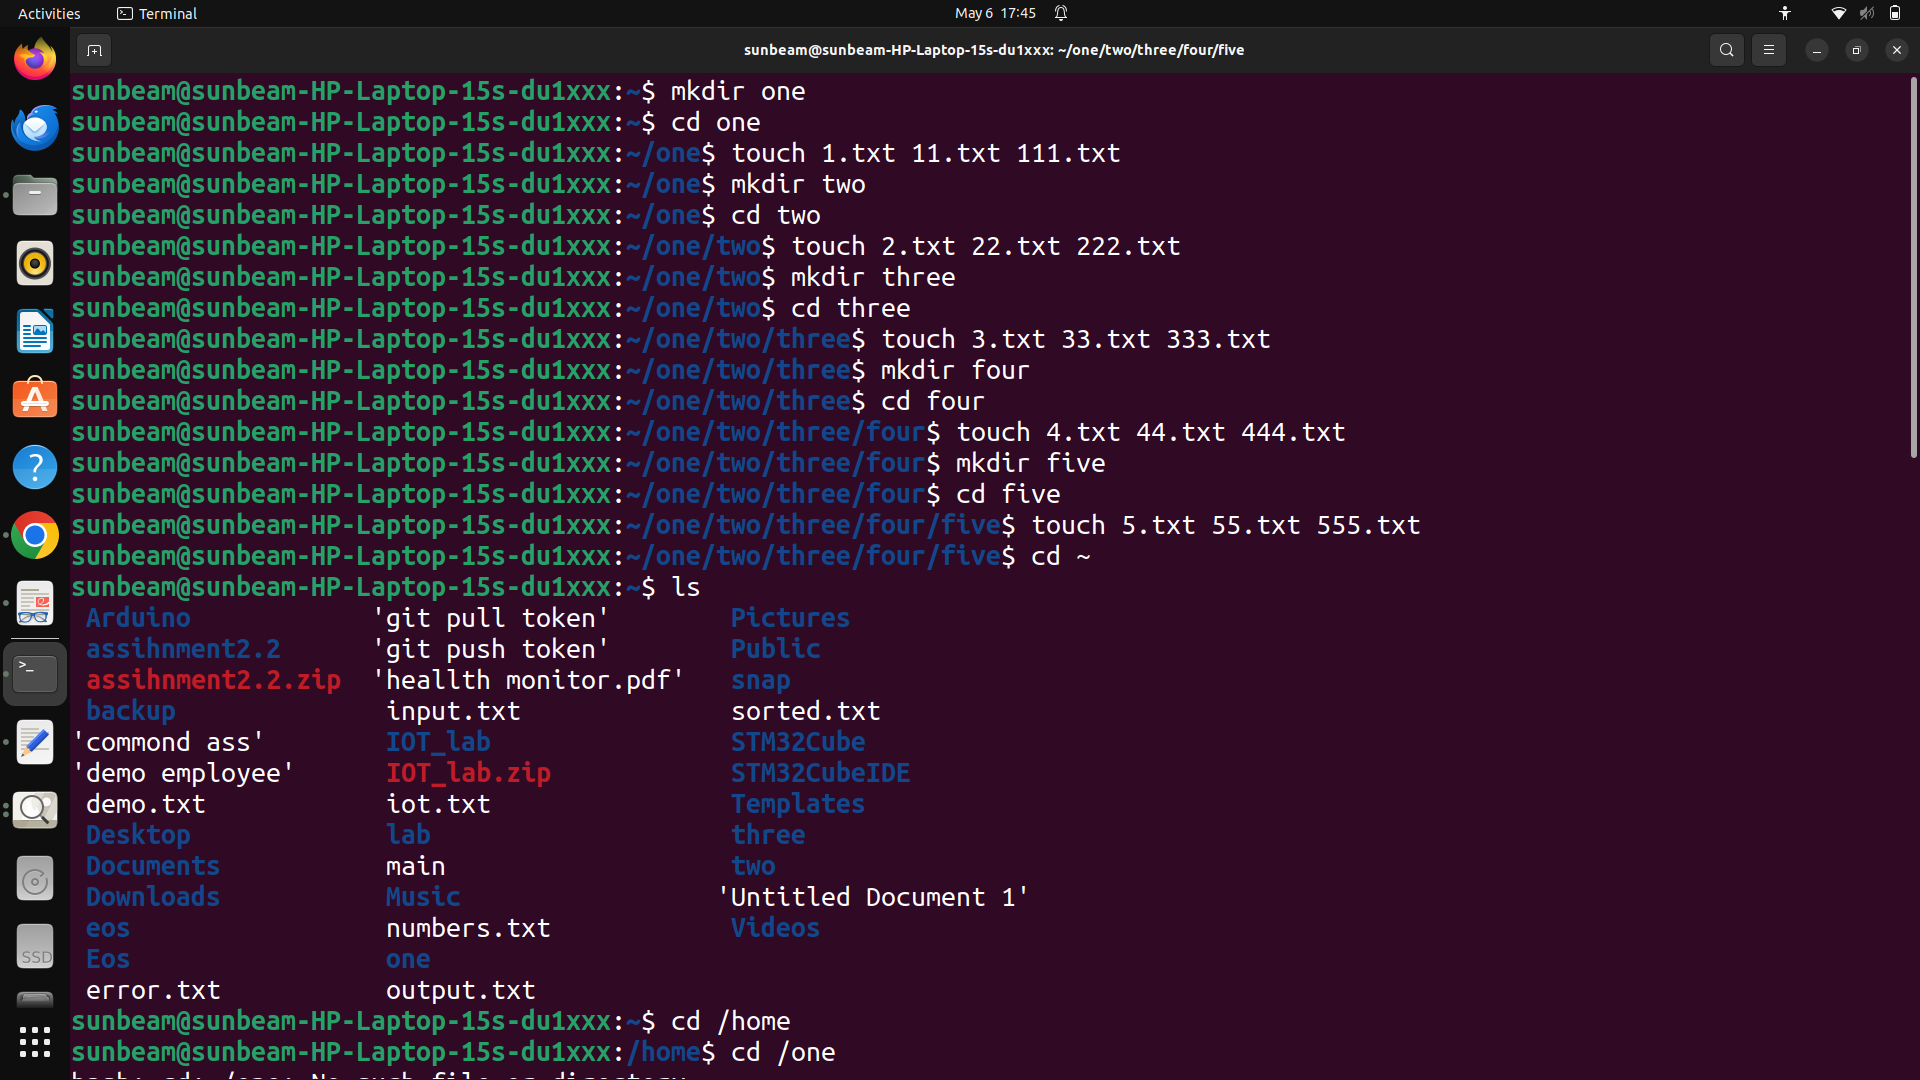 Activities Terminal May 6 17:45
sunbeam@sunbeam-HP-Laptop-15s-du1xxx: ~/one/two/three/four/five
sunbeam@sunbeam-HP-Laptop-15s-du1xxx:~$ mkdir one
sunbeam@sunbeam-HP-Laptop-15s-du1xxx:~$ cd one
sunbeam@sunbeam-HP-Laptop-15s-du1xxx:~/one$ touch 1.txt 11.txt 111.txt
sunbeam@sunbeam-HP-Laptop-15s-du1xxx:~/one$ mkdir two
sunbeam@sunbeam-HP-Laptop-15s-du1xxx:~/one$ cd two
sunbeam@sunbeam-HP-Laptop-15s-du1xxx:~/one/two$ touch 2.txt 22.txt 222.txt
sunbeam@sunbeam-HP-Laptop-15s-du1xxx:~/one/two$ mkdir three
sunbeam@sunbeam-HP-Laptop-15s-du1xxx:~/one/two$ cd three
sunbeam@sunbeam-HP-Laptop-15s-du1xxx:~/one/two/three$ touch 3.txt 33.txt 333.txt
sunbeam@sunbeam-HP-Laptop-15s-du1xxx:~/one/two/three$ mkdir four
sunbeam@sunbeam-HP-Laptop-15s-du1xxx:~/one/two/three$ cd four
sunbeam@sunbeam-HP-Laptop-15s-du1xxx:~/one/two/three/four$ touch 4.txt 44.txt 444.txt
sunbeam@sunbeam-HP-Laptop-15s-du1xxx:~/one/two/three/four$ mkdir five
sunbeam@sunbeam-HP-Laptop-15s-du1xxx:~/one/two/three/four$ cd five
sunbeam@sunbeam-HP-Laptop-15s-du1xxx:~/one/two/three/four/five$ touch 5.txt 55.txt 555.txt
sunbeam@sunbeam-HP-Laptop-15s-du1xxx:~/one/two/three/four/five$ cd ~
sunbeam@sunbeam-HP-Laptop-15s-du1xxx:~$ ls
Arduino 'git pull token' Pictures
assihnment2.2 'git push token' Public
assihnment2.2.zip 'heallth monitor.pdf' snap
backup input.txt sorted.txt
'commond ass' IOT_lab STM32Cube
'demo employee' IOT_lab.zip STM32CubeIDE
demo.txt iot.txt Templates
Desktop lab three
Documents main two
Downloads Music 'Untitled Document 1'
eos numbers.txt Videos
Eos one
error.txt output.txt
sunbeam@sunbeam-HP-Laptop-15s-du1xxx:~$ cd /home
sunbeam@sunbeam-HP-Laptop-15s-du1xxx:/home$ cd /one
bash: cd: /one: No such file or directory
SSD